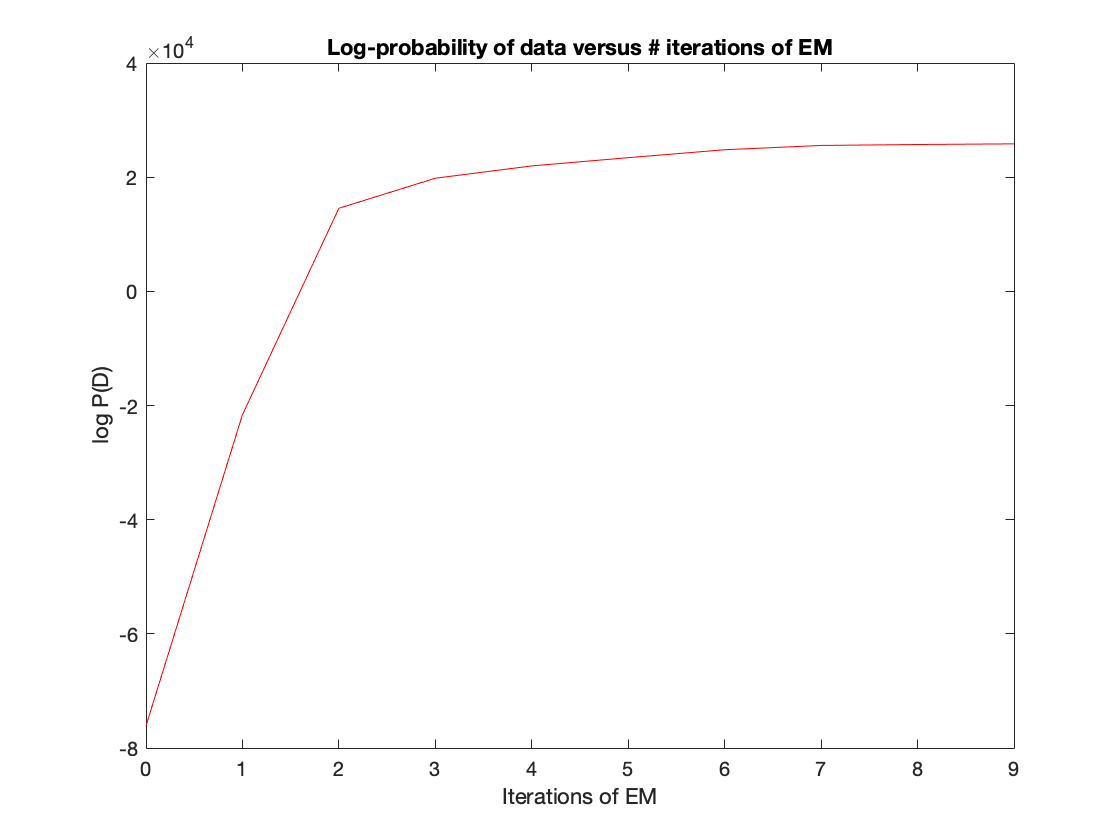 Log-probability of data versus # iterations of EM
×10^4
4
2
0
-2
-4
-6
-8
log P(D)
0 1 2 3 4 5 6 7 8 9
Iterations of EM